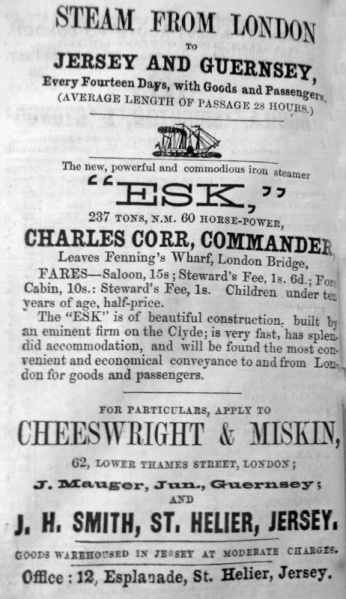 STEAM FROM LONDON
TO
JERSEY AND GUERNSEY,
Every Fourteen Days, with Goods and Passengers,
(AVERAGE LENGTH OF PASSAGE 28 HOURS.)
The new, powerful and commodious iron steamer
"ESK,"
237 TONS, N.M. 60 HORSE-POWER,
CHARLES CORR, COMMANDER
Leaves Fenning's Wharf, London Bridge,
FARES—Saloon, 15s; Steward's Fee, 1s. 6d.; Fore
Cabin, 10s.: Steward's Fee, 1s. Children under ten
years of age, half-price.
The "ESK" is of beautiful construction, built by
an eminent firm on the Clyde; is very fast, has splen-
did accommodation, and will be found the most con-
venient and economical conveyance to and from Lon-
don for goods and passengers.
FOR PARTICULARS, APPLY TO
CHEESWRIGHT & MISKIN,
62, LOWER THAMES STREET, LONDON;
J. Mauger, Jun., Guernsey;
AND
J. H. SMITH, ST. HELIER, JERSEY.
GOODS WAREHOUSED IN JERSEY AT MODERATE CHARGES.
Office: 12, Esplanade, St. Helier, Jersey.